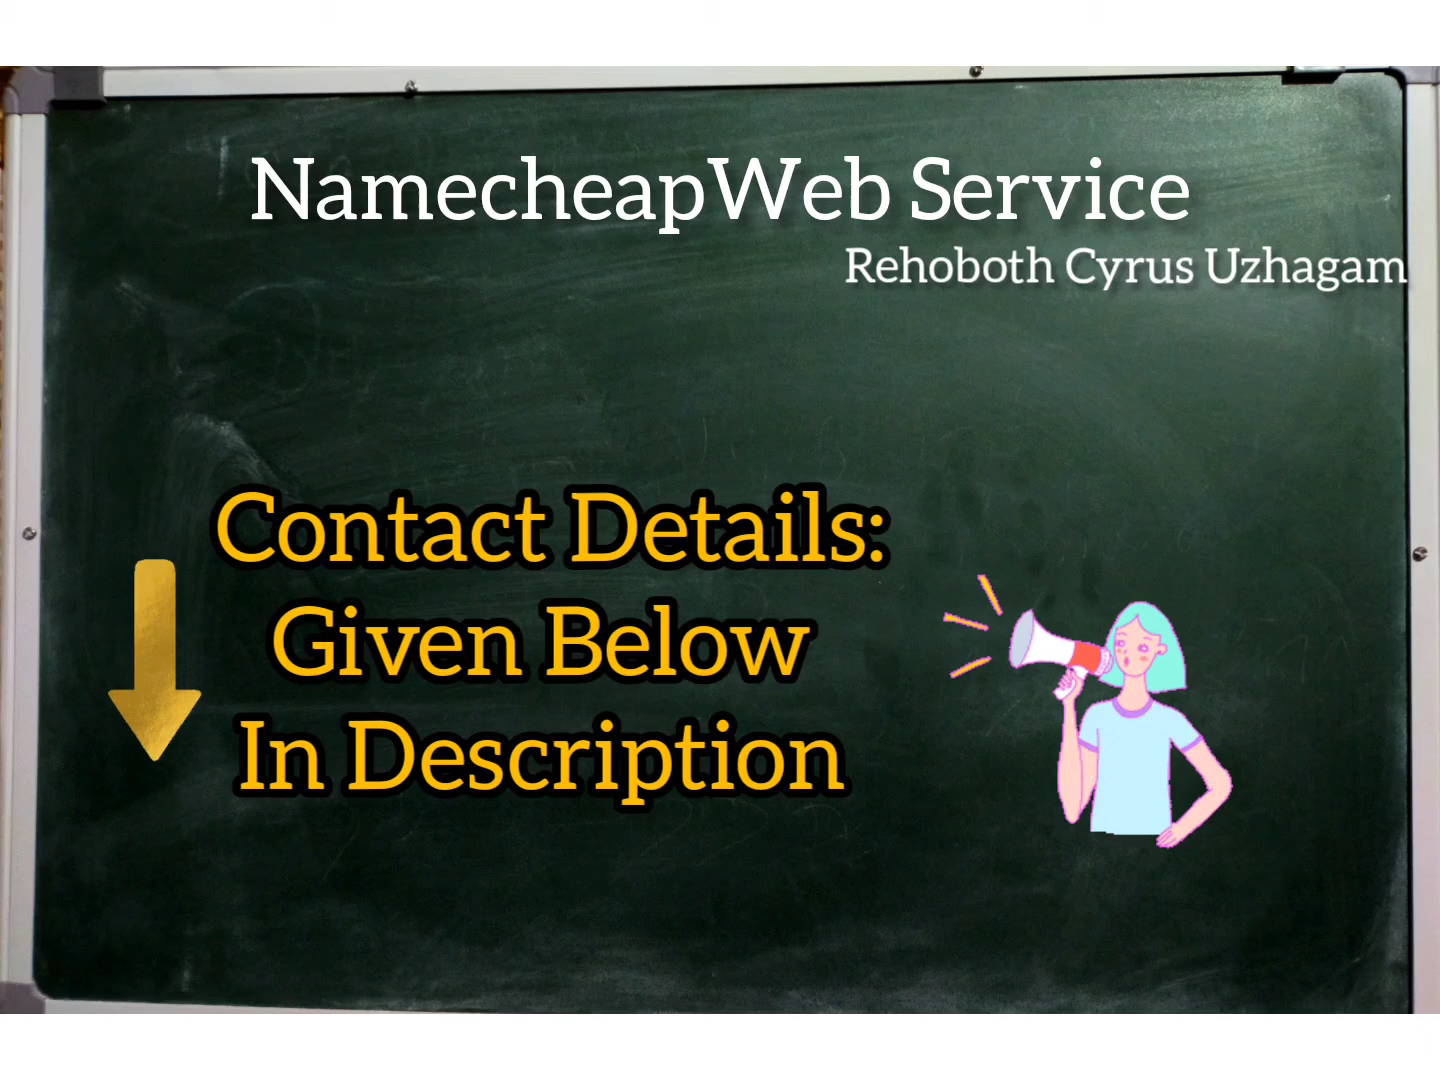 NamecheapWeb Service
Rehoboth Cyrus Uzhagam
Contact Details:
Given Below
In Description